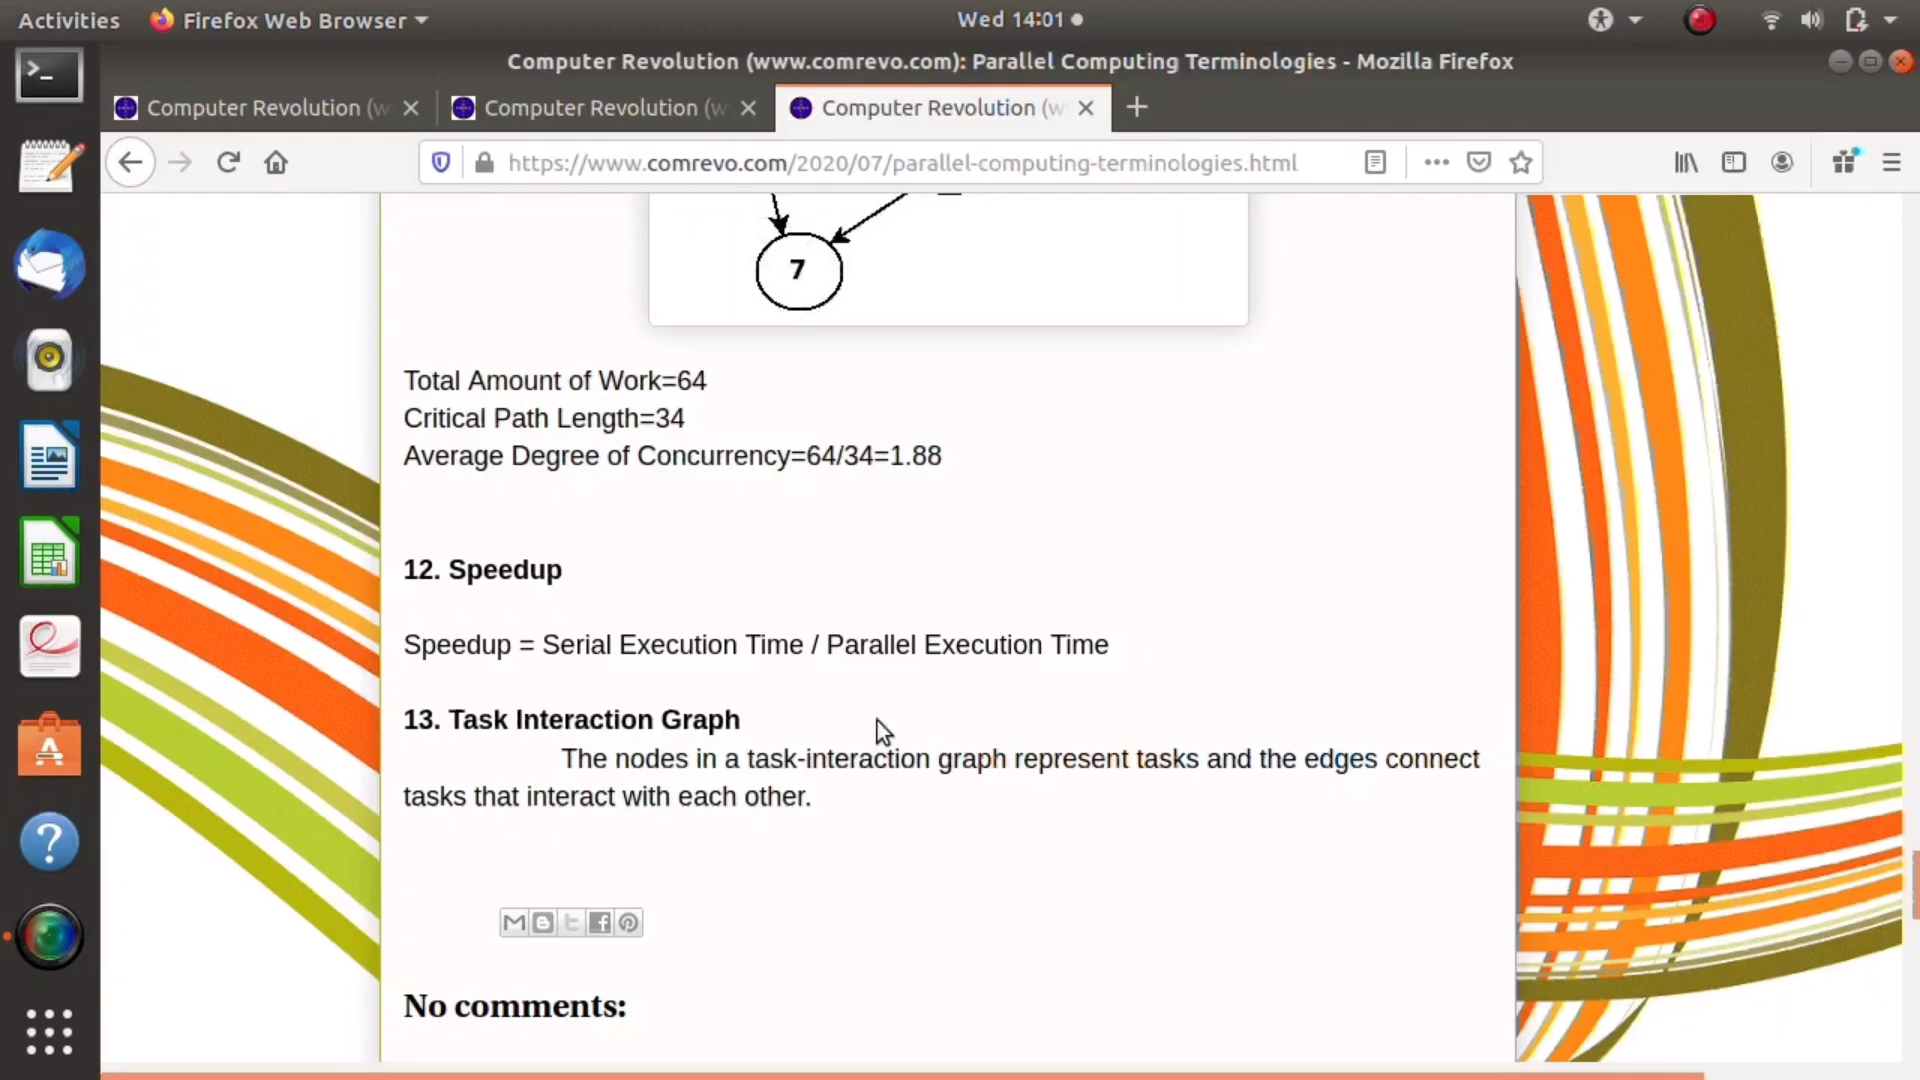 Activities Firefox Web Browser Wed 14:01
Computer Revolution (www.comrevo.com): Parallel Computing Terminologies - Mozilla Firefox
Computer Revolution (w Computer Revolution (w Computer Revolution (w
https://www.comrevo.com/2020/07/parallel-computing-terminologies.html
7
Total Amount of Work=64
Critical Path Length=34
Average Degree of Concurrency=64/34=1.88
12. Speedup
Speedup = Serial Execution Time / Parallel Execution Time
13. Task Interaction Graph
The nodes in a task-interaction graph represent tasks and the edges connect
tasks that interact with each other.
No comments: